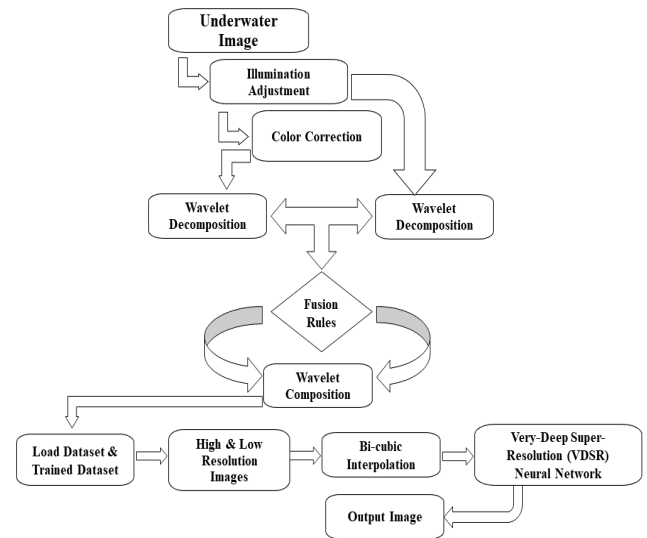 Underwater
Image
Illumination
Adjustment
Color Correction
Wavelet
Decomposition
Wavelet
Decomposition
Fusion
Rules
Wavelet
Composition
Load Dataset &
Trained Dataset
High & Low
Resolution
Images
Bi-cubic
Interpolation
Very-Deep Super-
Resolution (VDSR)
Neural Network
Output Image